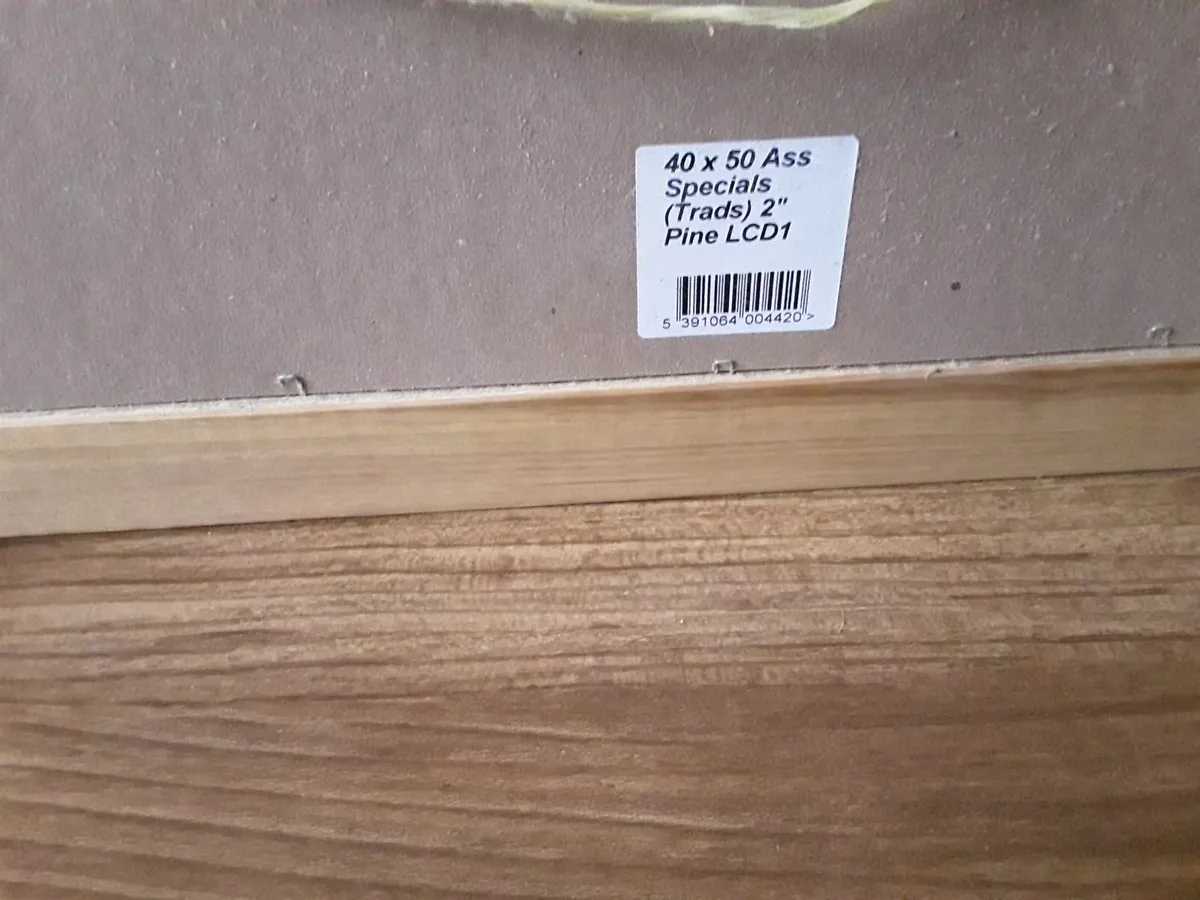 40 x 50 Ass
Specials
(Trads) 2"
Pine LCD1
5 391064 004420 >